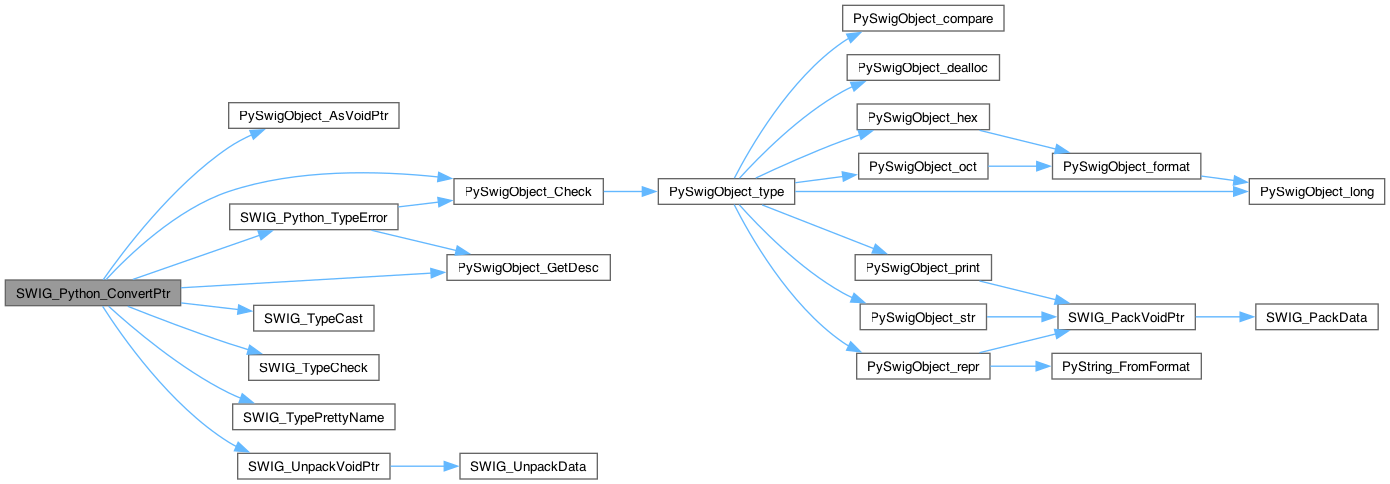 PySwigObject_compare
PySwigObject_dealloc
PySwigObject_AsVoidPtr
PySwigObject_hex
PySwigObject_oct
PySwigObject_format
PySwigObject_Check
PySwigObject_type
PySwigObject_long
SWIG_Python_TypeError
PySwigObject_GetDesc
PySwigObject_print
SWIG_Python_ConvertPtr
SWIG_TypeCast
PySwigObject_str
SWIG_PackVoidPtr
SWIG_PackData
SWIG_TypeCheck
PySwigObject_repr
PyString_FromFormat
SWIG_TypePrettyName
SWIG_UnpackVoidPtr
SWIG_UnpackData